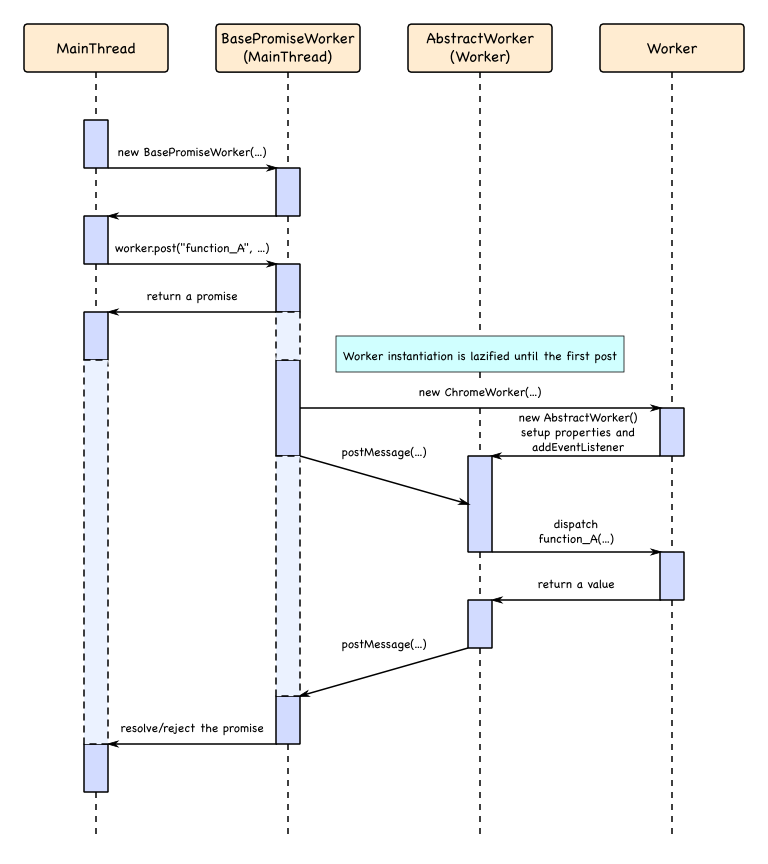 MainThread
BasePromiseWorker
(MainThread)
AbstractWorker
(Worker)
Worker
new BasePromiseWorker(...)
worker.post("function_A", ...)
return a promise
Worker instantiation is lazified until the first post
new ChromeWorker(...)
new AbstractWorker()
setup properties and
addEventListener
postMessage(...)
dispatch
function_A(...)
return a value
postMessage(...)
resolve/reject the promise